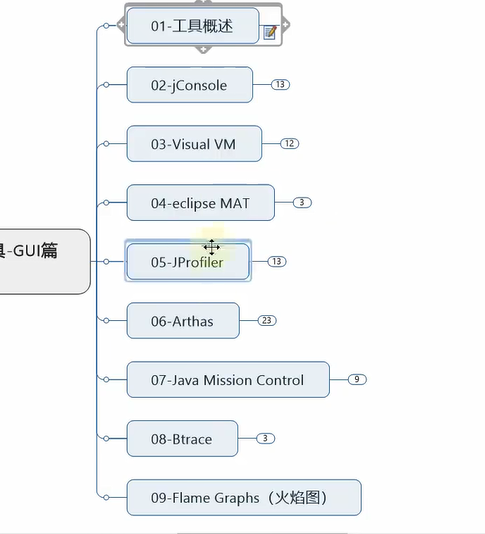 01-工具概述
02-jConsole 13
03-Visual VM 12
04-eclipse MAT 3
具-GUI篇
05-JProfiler 13
06-Arthas 23
07-Java Mission Control 9
08-Btrace 3
09-Flame Graphs（火焰图）